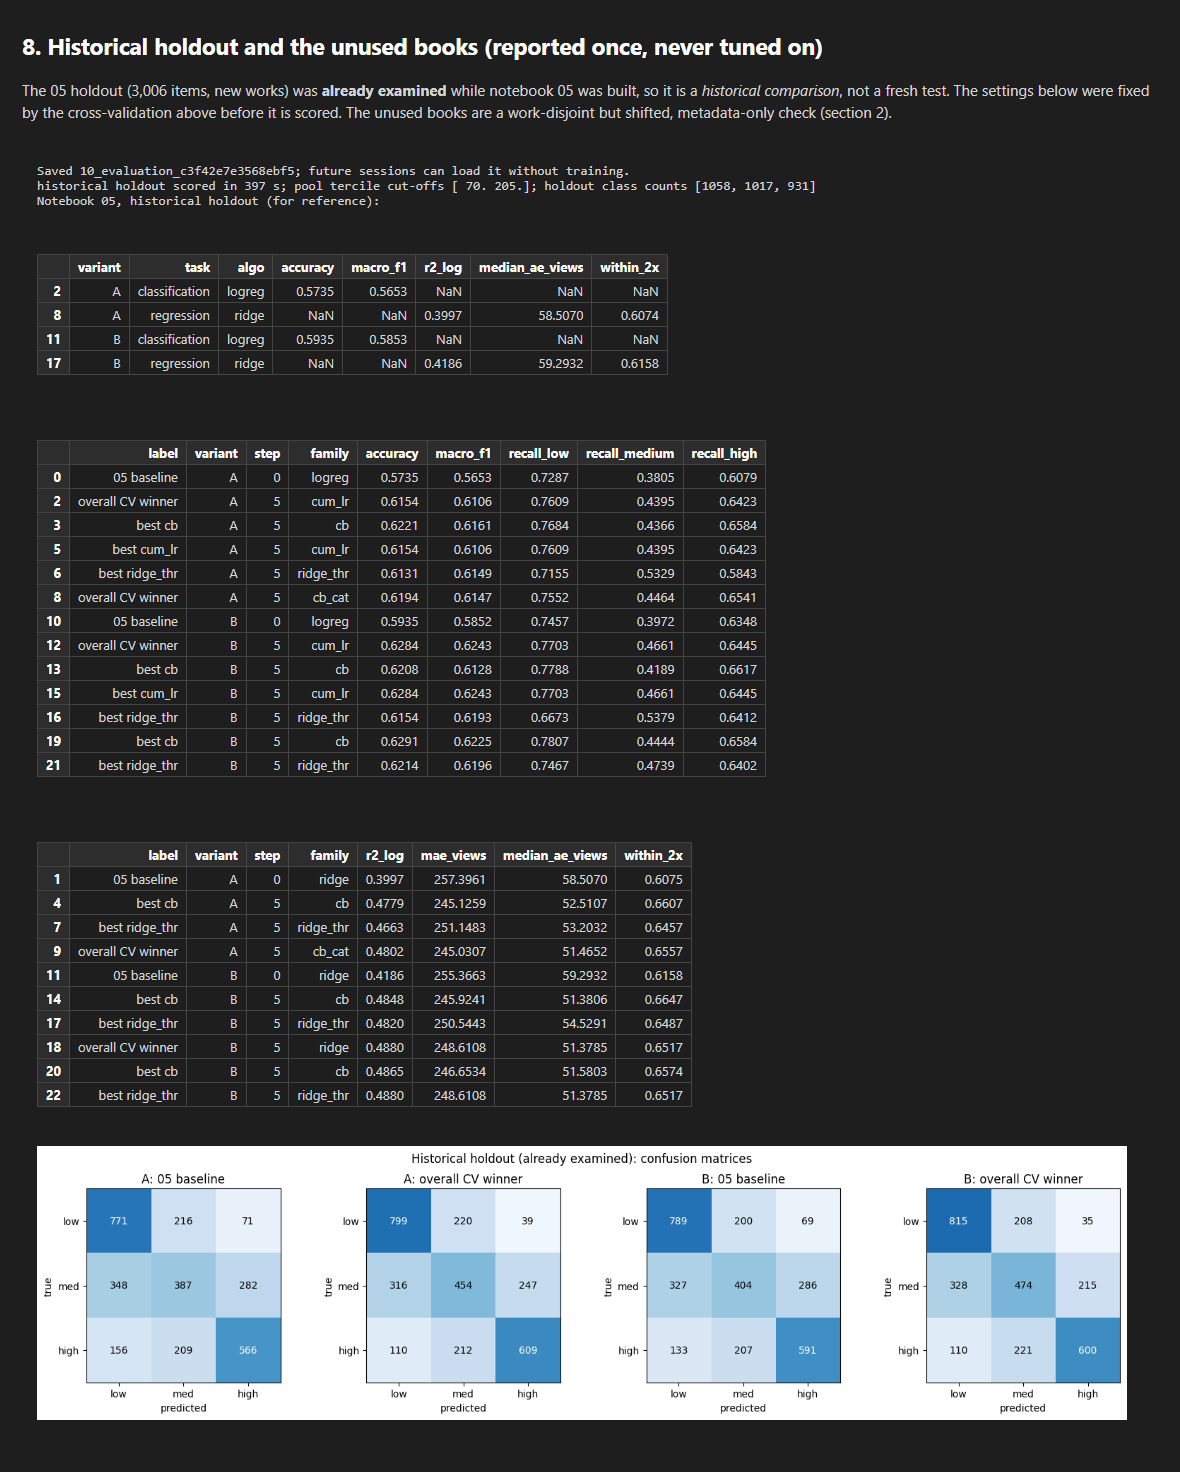 8. Historical holdout and the unused books (reported once, never tuned on)
The 05 holdout (3,006 items, new works) was already examined while notebook 05 was built, so it is a historical comparison, not a fresh test. The settings below were fixed
by the cross-validation above before it is scored. The unused books are a work-disjoint but shifted, metadata-only check (section 2).
Saved 10_evaluation_c3f42e7e3568ebf5; future sessions can load it without training.
historical holdout scored in 397 s; pool tercile cut-offs [ 70. 205.]; holdout class counts [1058, 1017, 931]
Notebook 05, historical holdout (for reference):
variant task algo accuracy macro_f1 r2_log median_ae_views within_2x
2 A classification logreg 0.5735 0.5653 NaN NaN NaN
8 A regression ridge NaN NaN 0.3997 58.5070 0.6074
11 B classification logreg 0.5935 0.5853 NaN NaN NaN
17 B regression ridge NaN NaN 0.4186 59.2932 0.6158
label variant step family accuracy macro_f1 recall_low recall_medium recall_high
0 05 baseline A 0 logreg 0.5735 0.5653 0.7287 0.3805 0.6079
2 overall CV winner A 5 cum_lr 0.6154 0.6106 0.7609 0.4395 0.6423
3 best cb A 5 cb 0.6221 0.6161 0.7684 0.4366 0.6584
5 best cum_lr A 5 cum_lr 0.6154 0.6106 0.7609 0.4395 0.6423
6 best ridge_thr A 5 ridge_thr 0.6131 0.6149 0.7155 0.5329 0.5843
8 overall CV winner A 5 cb_cat 0.6194 0.6147 0.7552 0.4464 0.6541
10 05 baseline B 0 logreg 0.5935 0.5852 0.7457 0.3972 0.6348
12 overall CV winner B 5 cum_lr 0.6284 0.6243 0.7703 0.4661 0.6445
13 best cb B 5 cb 0.6208 0.6128 0.7788 0.4189 0.6617
15 best cum_lr B 5 cum_lr 0.6284 0.6243 0.7703 0.4661 0.6445
16 best ridge_thr B 5 ridge_thr 0.6154 0.6193 0.6673 0.5379 0.6412
19 best cb B 5 cb 0.6291 0.6225 0.7807 0.4444 0.6584
21 best ridge_thr B 5 ridge_thr 0.6214 0.6196 0.7467 0.4739 0.6402
label variant step family r2_log mae_views median_ae_views within_2x
1 05 baseline A 0 ridge 0.3997 257.3961 58.5070 0.6075
4 best cb A 5 cb 0.4779 245.1259 52.5107 0.6607
7 best ridge_thr A 5 ridge_thr 0.4663 251.1483 53.2032 0.6457
9 overall CV winner A 5 cb_cat 0.4802 245.0307 51.4652 0.6557
11 05 baseline B 0 ridge 0.4186 255.3663 59.2932 0.6158
14 best cb B 5 cb 0.4848 245.9241 51.3806 0.6647
17 best ridge_thr B 5 ridge_thr 0.4820 250.5443 54.5291 0.6487
18 overall CV winner B 5 ridge 0.4880 248.6108 51.3785 0.6517
20 best cb B 5 cb 0.4865 246.6534 51.5803 0.6574
22 best ridge_thr B 5 ridge_thr 0.4880 248.6108 51.3785 0.6517
Historical holdout (already examined): confusion matrices
A: 05 baseline A: overall CV winner B: 05 baseline B: overall CV winner
low 771 216 71 low 799 220 39 low 789 200 69 low 815 208 35
true med 348 387 282 true med 316 454 247 true med 327 404 286 true med 328 474 215
high 156 209 566 high 110 212 609 high 133 207 591 high 110 221 600
low med high low med high low med high low med high
predicted predicted predicted predicted